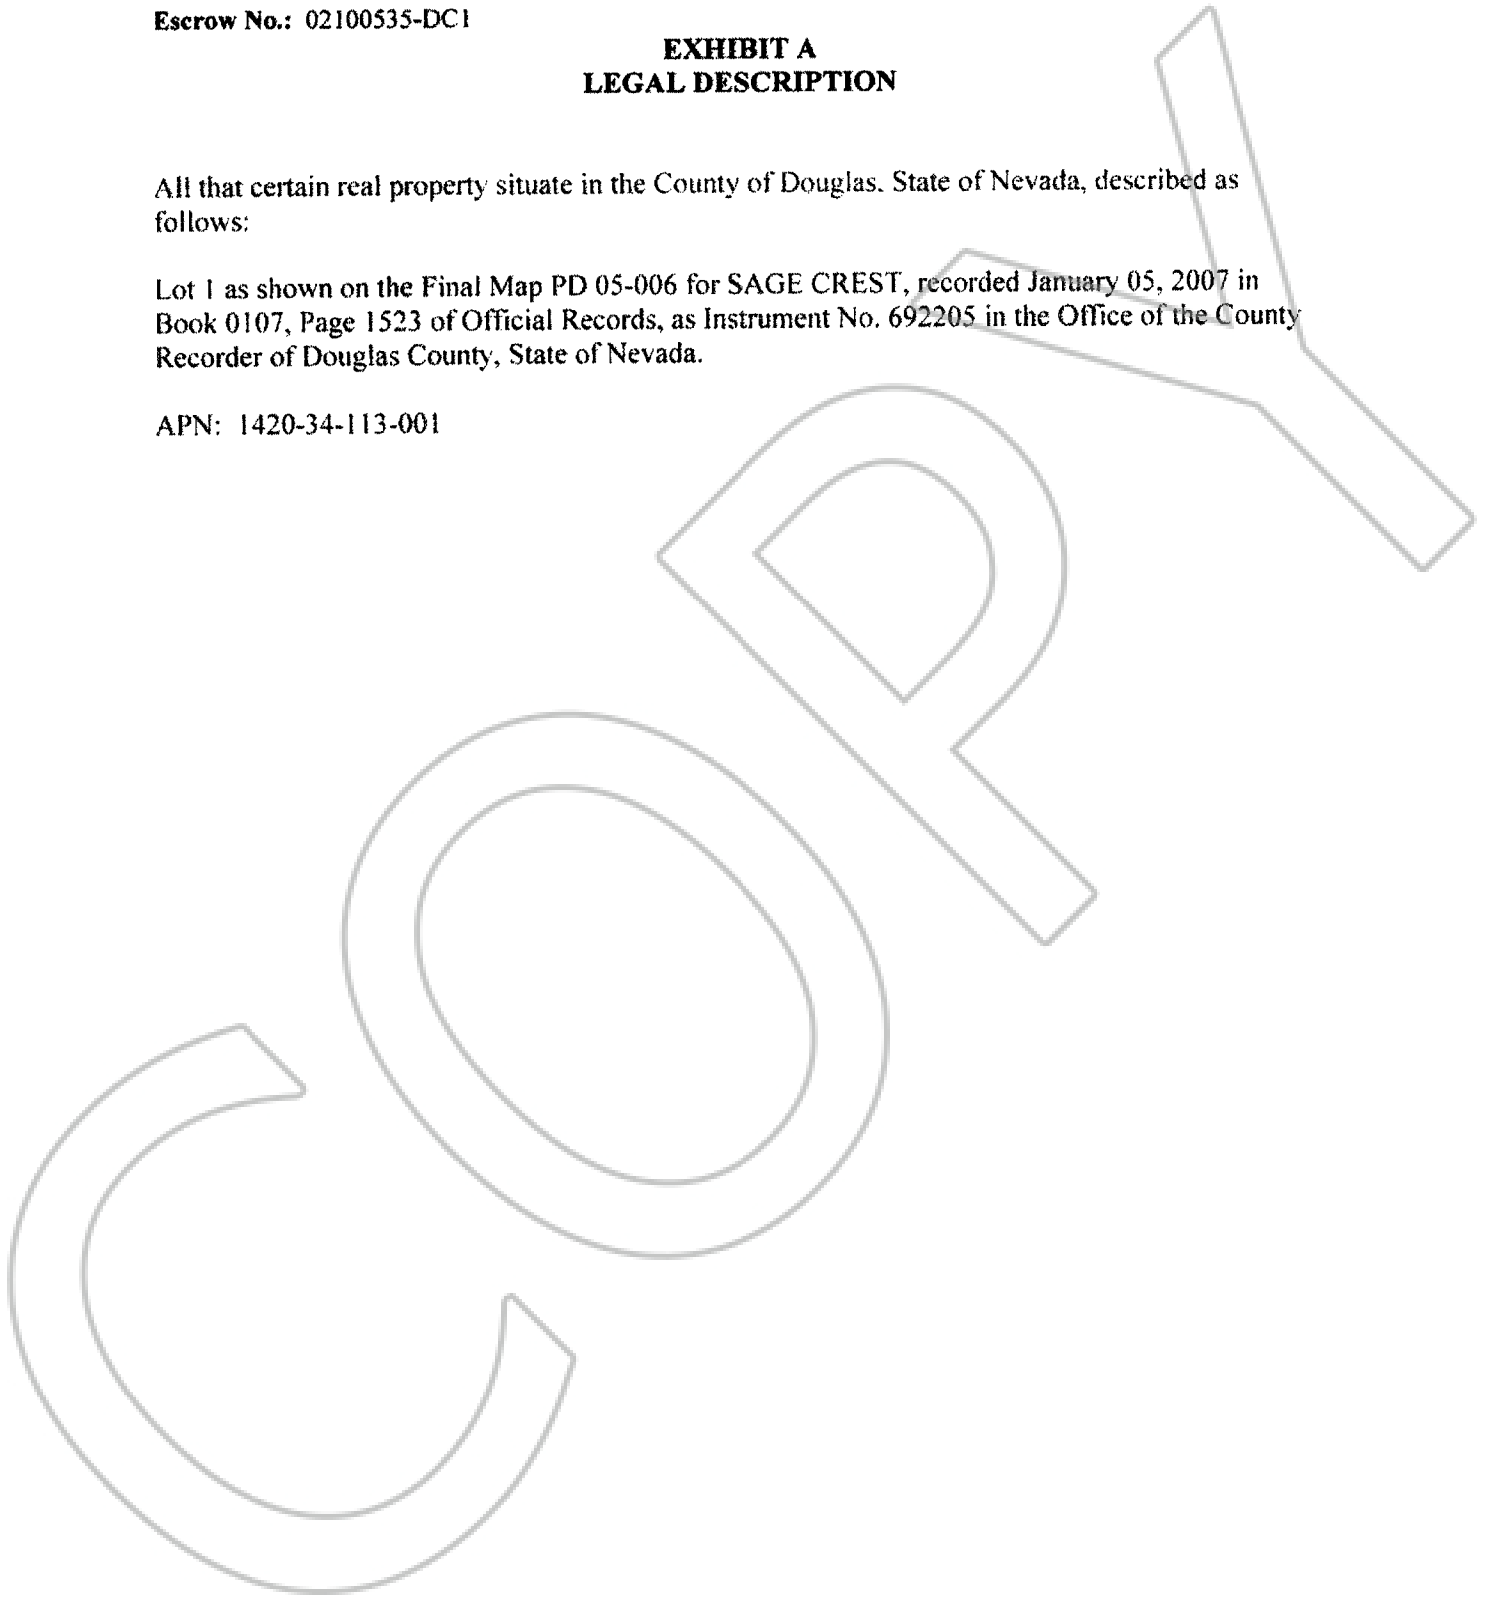 Escrow No.: 02100535-DC1
EXHIBIT A
LEGAL DESCRIPTION
All that certain real property situate in the County of Douglas. State of Nevada, described as
follows:
Lot 1 as shown on the Final Map PD 05-006 for SAGE CREST, recorded January 05, 2007 in
Book 0107, Page 1523 of Official Records, as Instrument No. 692205 in the Office of the County
Recorder of Douglas County, State of Nevada.
APN: 1420-34-113-001
COPY